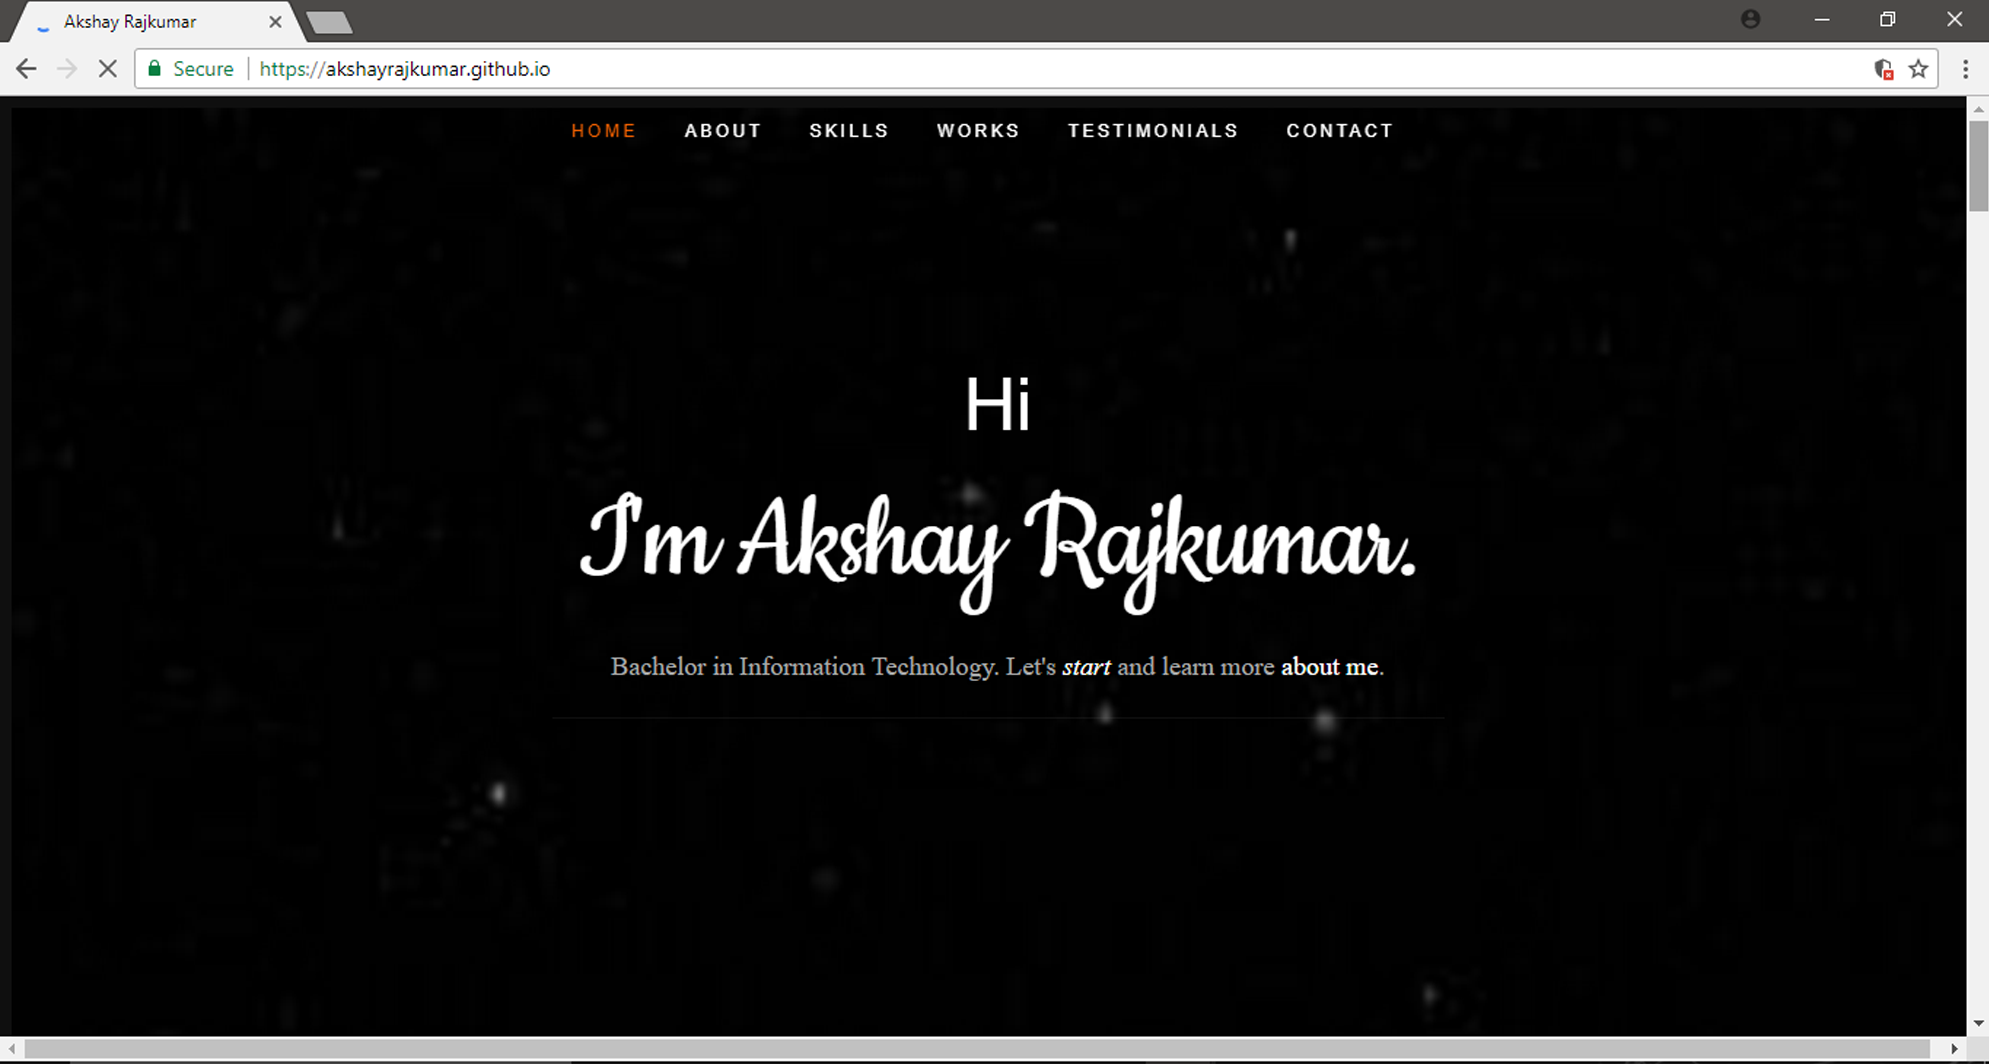 Akshay Rajkumar
Secure https://akshayrajkumar.github.io
HOME ABOUT SKILLS WORKS TESTIMONIALS CONTACT
Hi
I'm Akshay Rajkumar.
Bachelor in Information Technology. Let's start and learn more about me.